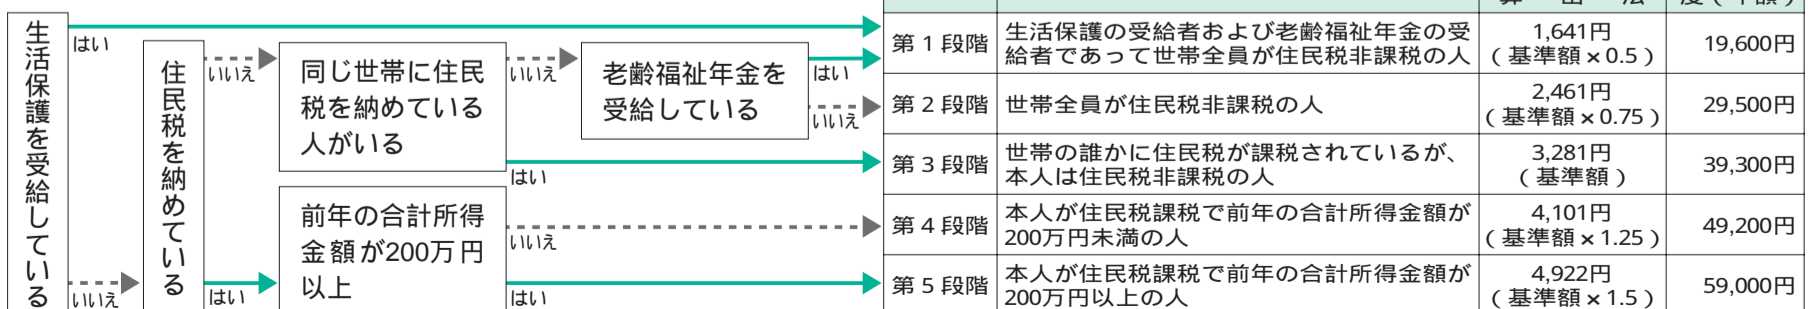 生活保護を受給している
はい
いいえ
住民税を納めている
いいえ
はい
同じ世帯に住民
税を納めている
人がいる
いいえ
はい
老齢福祉年金を
受給している
はい
いいえ
前年の合計所得
金額が200万円
以上
いいえ
はい
第1段階
生活保護の受給者および老齢福祉年金の受
給者であって世帯全員が住民税非課税の人
1,641円
(基準額×0.5)
19,600円
第2段階
世帯全員が住民税非課税の人
2,461円
(基準額×0.75)
29,500円
第3段階
世帯の誰かに住民税が課税されているが、
本人は住民税非課税の人
3,281円
(基準額)
39,300円
第4段階
本人が住民税課税で前年の合計所得金額が
200万円未満の人
4,101円
(基準額×1.25)
49,200円
第5段階
本人が住民税課税で前年の合計所得金額が
200万円以上の人
4,922円
(基準額×1.5)
59,000円